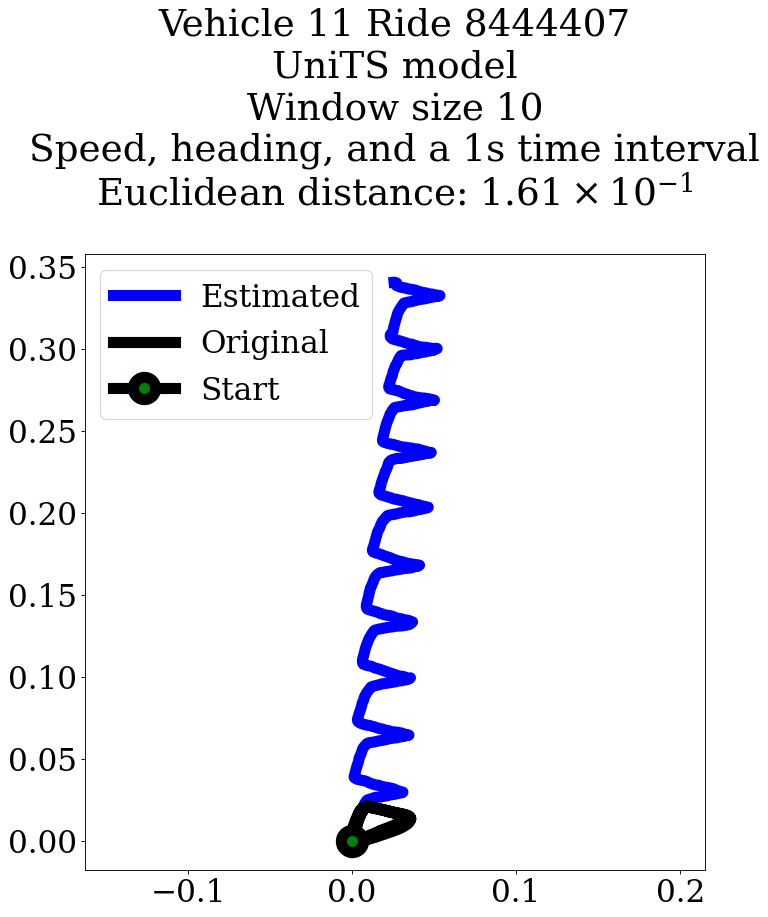 Vehicle 11 Ride 8444407
UniTS model
Window size 10
Speed, heading, and a 1s time interval
Euclidean distance: 1.61 × 10⁻¹
0.35
0.30
0.25
0.20
0.15
0.10
0.05
0.00
Estimated
Original
Start
−0.1
0.0
0.1
0.2